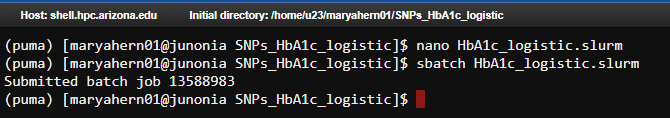 Host: shell.hpc.arizona.edu Initial directory: /home/u23/maryahern01/SNPs_HbA1c_logistic
(puma) [maryahern01@junonia SNPs_HbA1c_logistic]$ nano HbA1c_logistic.slurm
(puma) [maryahern01@junonia SNPs_HbA1c_logistic]$ sbatch HbA1c_logistic.slurm
Submitted batch job 13588983
(puma) [maryahern01@junonia SNPs_HbA1c_logistic]$